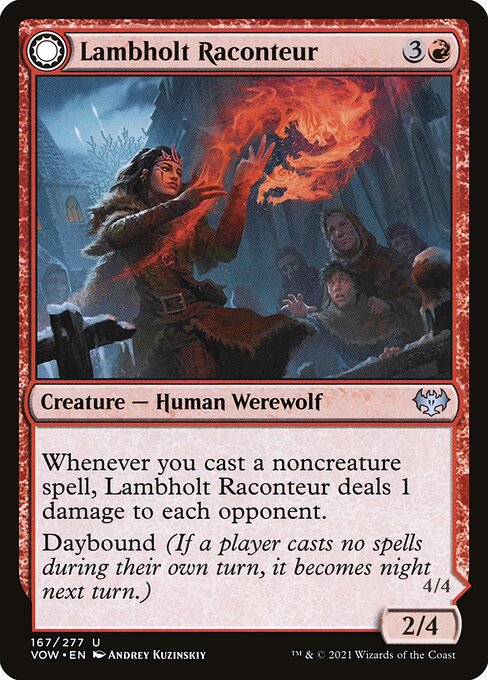 Lambholt Raconteur 3
Creature — Human Werewolf
Whenever you cast a noncreature
spell, Lambholt Raconteur deals 1
damage to each opponent.
Daybound (If a player casts no spells
during their own turn, it becomes night
next turn.)
4/4
2/4
167/277 U
VOW • EN ANDREY KUZINSKIY
™ & © 2021 Wizards of the Coast